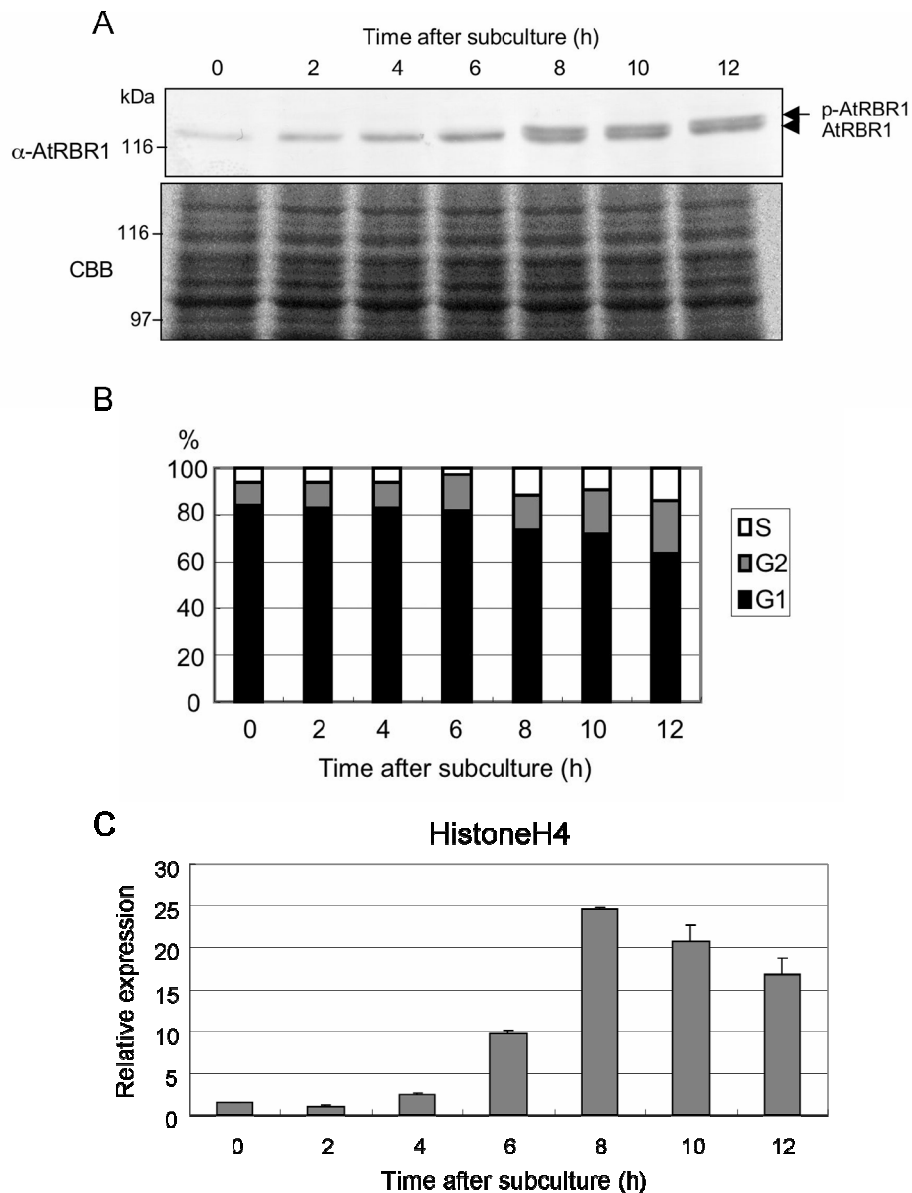 A
Time after subculture (h)
0 2 4 6 8 10 12
kDa
p-AtRBR1
AtRBR1
α-AtRBR1
116
116
CBB
97
B
%
100
80
60
40
20
0
S
G2
G1
0 2 4 6 8 10 12
Time after subculture (h)
C
HistoneH4
Relative expression
30
25
20
15
10
5
0
0 2 4 6 8 10 12
Time after subculture (h)